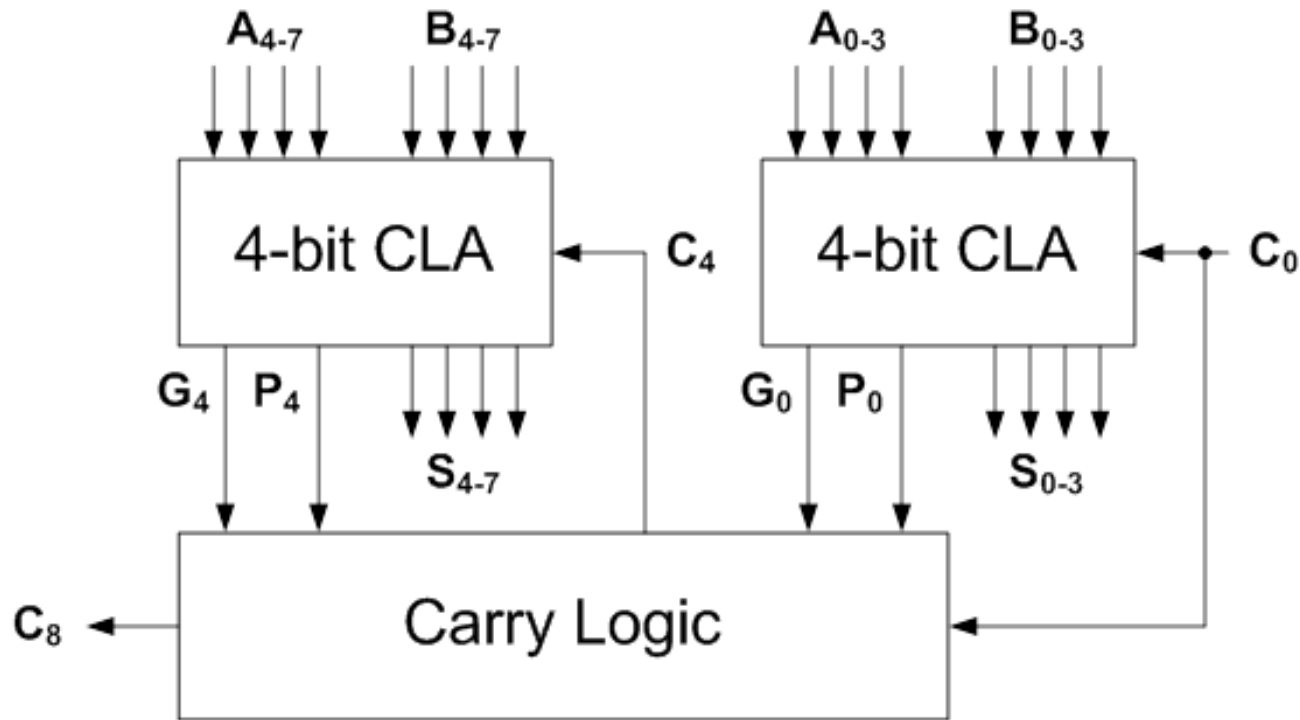 A4-7 B4-7 A0-3 B0-3
4-bit CLA C4 4-bit CLA C0
G4 P4 G0 P0
S4-7 S0-3
C8 Carry Logic